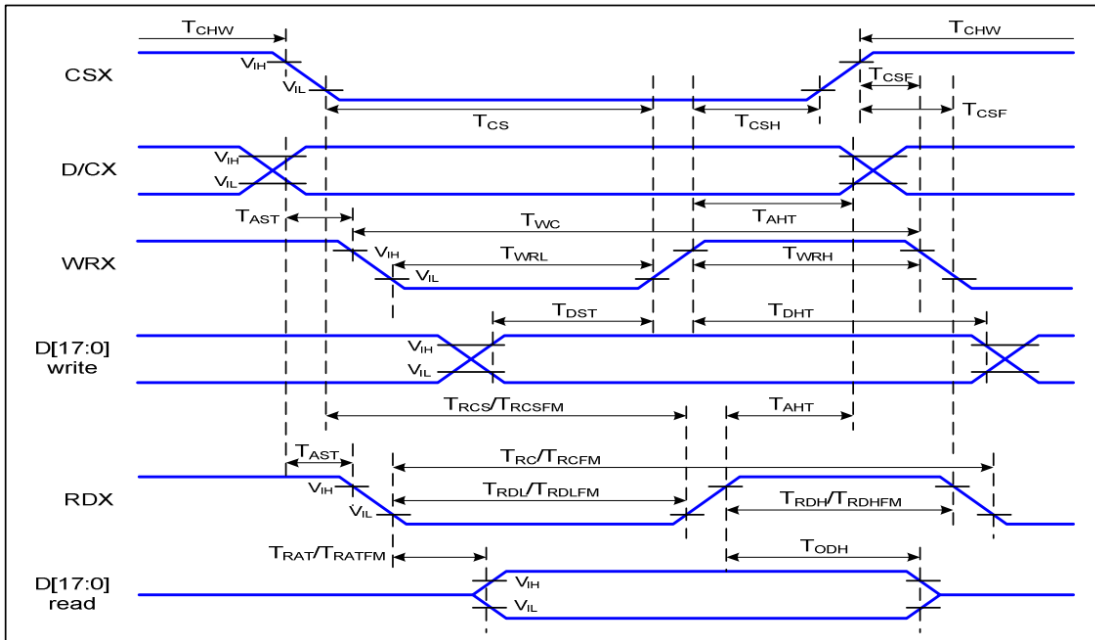 TCHW TCHW
CSX VIH VIL TCSF
TCS TCSH TCSF
D/CX VIH VIL
TAST TWC TAHT
WRX VIH VIL TWRL TWRH
TDST TDHT
D[17:0]
write
VIH
VIL
TRCS/TRCSFM TAHT
TAST TRC/TRCFM
RDX VIH VIL TRDL/TRDLFM TRDH/TRDHFM
TRAT/TRATFM TODH
D[17:0]
read
VIH
VIL